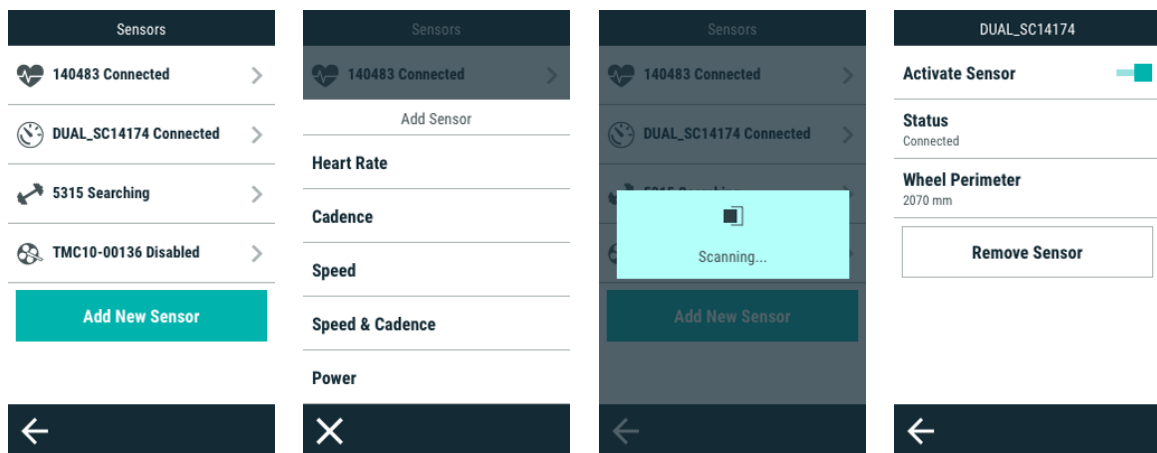 Sensors
140483 Connected
DUAL_SC14174 Connected
5315 Searching
TMC10-00136 Disabled
Add New Sensor
Sensors
140483 Connected
Add Sensor
Heart Rate
Cadence
Speed
Speed & Cadence
Power
Sensors
140483 Connected
DUAL_SC14174 Connected
Scanning...
Add New Sensor
DUAL_SC14174
Activate Sensor
Status
Connected
Wheel Perimeter
2070 mm
Remove Sensor